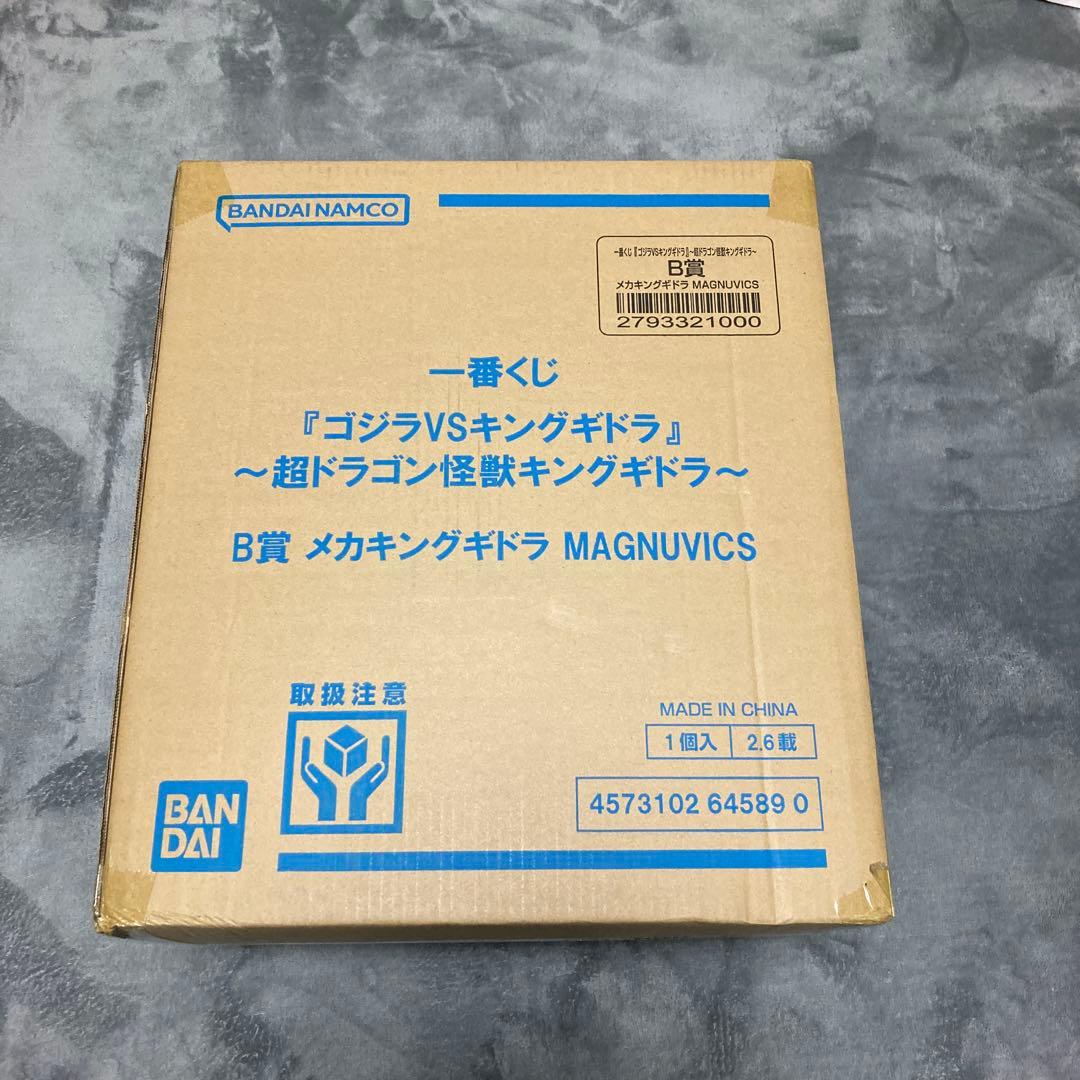 BANDAI NAMCO
一番くじ『ゴジラVSキングギドラ』～超ドラゴン怪獣キングギドラ～
B賞
メカキングギドラ MAGNUVICS
2793321000
一番くじ
『ゴジラVSキングギドラ』
～超ドラゴン怪獣キングギドラ～
B賞 メカキングギドラ MAGNUVICS
取扱注意
MADE IN CHINA
1個入 2.6載
4573102 64589 0
BAN
DAI